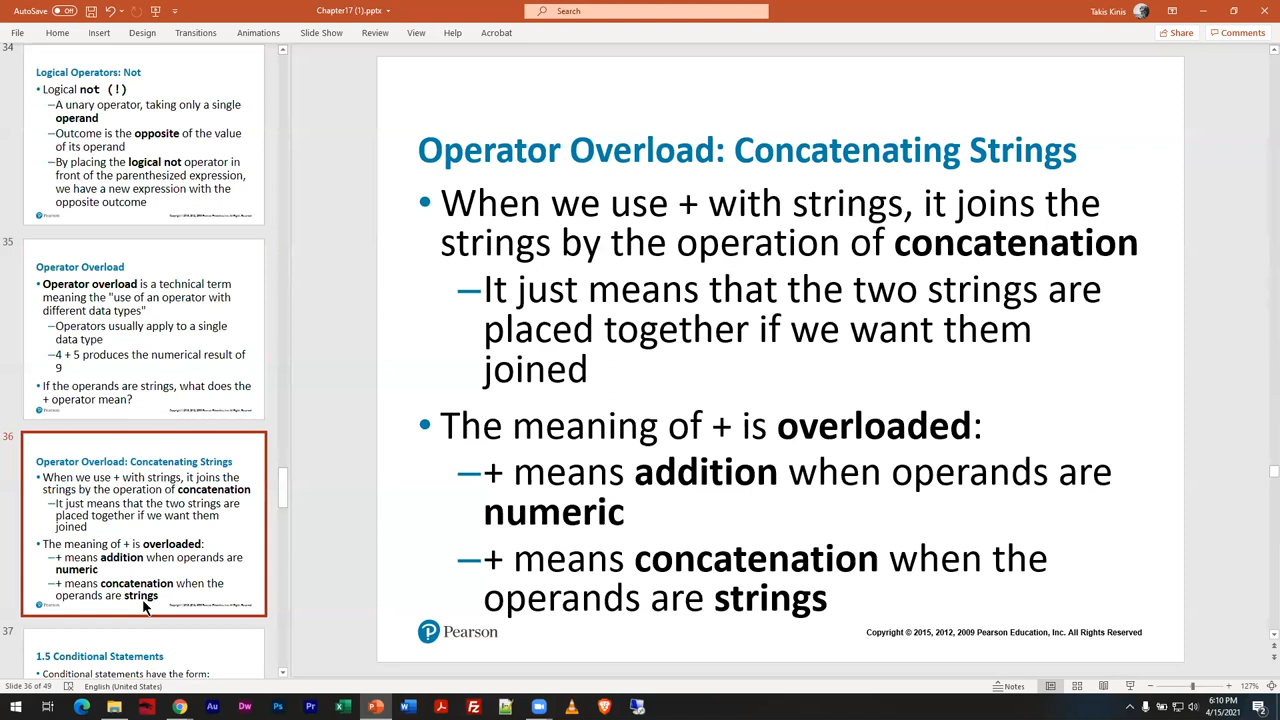 AutoSave Off
Chapter17 (1).pptx
Search
Takis Kinis
File Home Insert Design Transitions Animations Slide Show Review View Help Acrobat Share Comments
34
Logical Operators: Not
• Logical not (!)
–A unary operator, taking only a single
operand
–Outcome is the opposite of the value
of its operand
–By placing the logical not operator in
front of the parenthesized expression,
we have a new expression with the
opposite outcome
Pearson
35
Operator Overload
• Operator overload is a technical term
meaning the "use of an operator with
different data types"
–Operators usually apply to a single
data type
–4 + 5 produces the numerical result of
9
• If the operands are strings, what does the
+ operator mean?
Pearson
36
Operator Overload: Concatenating Strings
• When we use + with strings, it joins the
strings by the operation of concatenation
–It just means that the two strings are
placed together if we want them
joined
• The meaning of + is overloaded:
–+ means addition when operands are
numeric
–+ means concatenation when the
operands are strings
Pearson
37
1.5 Conditional Statements
• Conditional statements have the form:
Operator Overload: Concatenating Strings
• When we use + with strings, it joins the
strings by the operation of concatenation
–It just means that the two strings are
placed together if we want them
joined
• The meaning of + is overloaded:
–+ means addition when operands are
numeric
–+ means concatenation when the
operands are strings
Pearson
Copyright © 2015, 2012, 2009 Pearson Education, Inc. All Rights Reserved
Slide 36 of 49 English (United States) Notes 127%
Au Dw Ps Pr
6:10 PM
4/15/2021